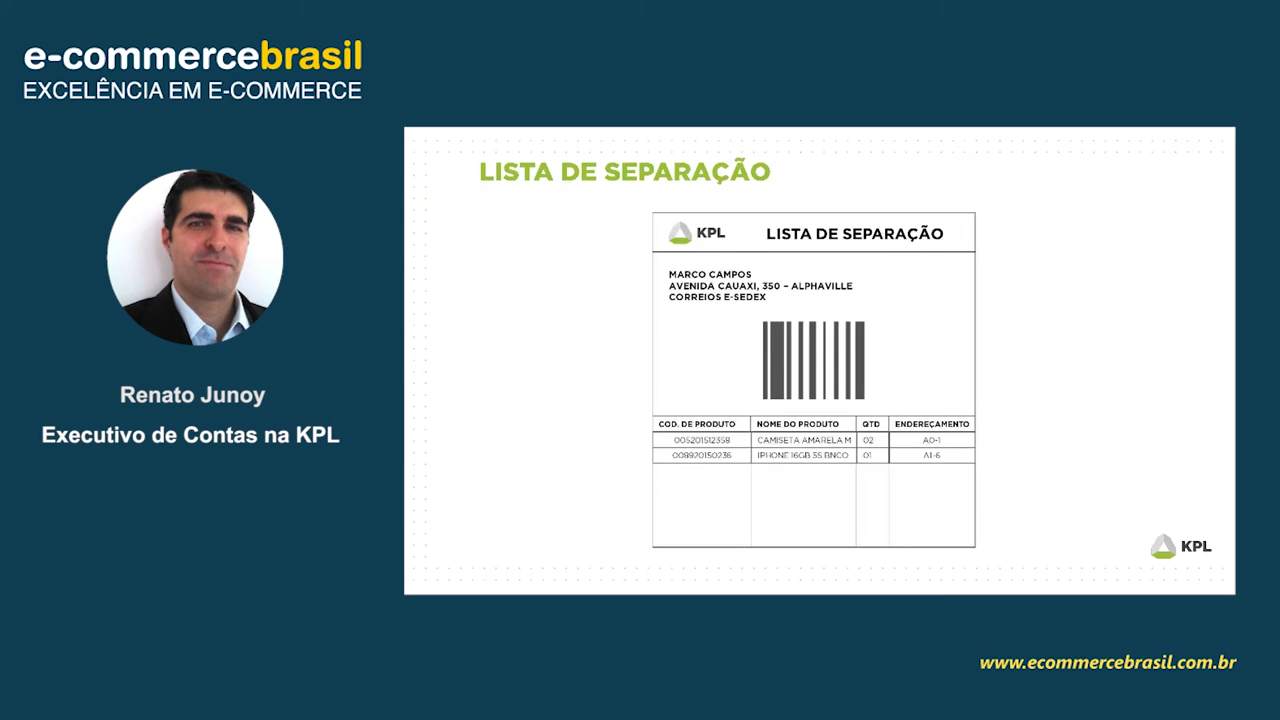 e-commercebrasil
EXCELÊNCIA EM E-COMMERCE
Renato Junoy
Executivo de Contas na KPL
LISTA DE SEPARAÇÃO
KPL LISTA DE SEPARAÇÃO
MARCO CAMPOS
AVENIDA CAUAXI, 350 – ALPHAVILLE
CORREIOS E-SEDEX
COD. DE PRODUTO NOME DO PRODUTO QTD ENDEREÇAMENTO
005201512358 CAMISETA AMARELA M 02 A0-1
008920150236 IPHONE 16GB 5S BNCO 01 A1-6
KPL
www.ecommercebrasil.com.br